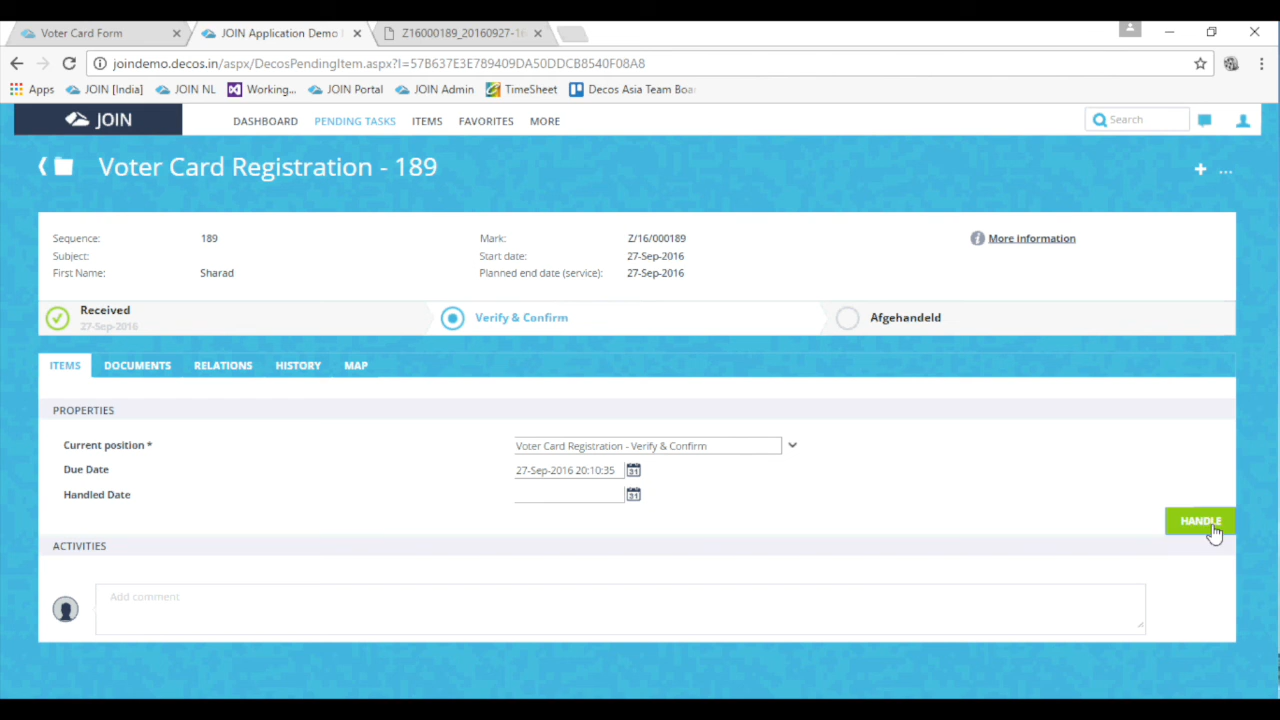 Voter Card Form
JOIN Application Demo
Z16000189_20160927-16
joindemo.decos.in/aspx/DecosPendingItem.aspx?I=57B637E3E789409DA50DDCB8540F08A8
Apps JOIN [India] JOIN NL Working... JOIN Portal JOIN Admin TimeSheet Decos Asia Team Boa
JOIN DASHBOARD PENDING TASKS ITEMS FAVORITES MORE Search
Voter Card Registration - 189
Sequence: 189 Mark: Z/16/000189 More Information
Subject: Start date: 27-Sep-2016
First Name: Sharad Planned end date (service): 27-Sep-2016
Received Verify & Confirm Afgehandeld
27-Sep-2016
ITEMS DOCUMENTS RELATIONS HISTORY MAP
PROPERTIES
Current position * Voter Card Registration - Verify & Confirm
Due Date 27-Sep-2016 20:10:35 31
Handled Date 31
HANDLE
ACTIVITIES
Add comment